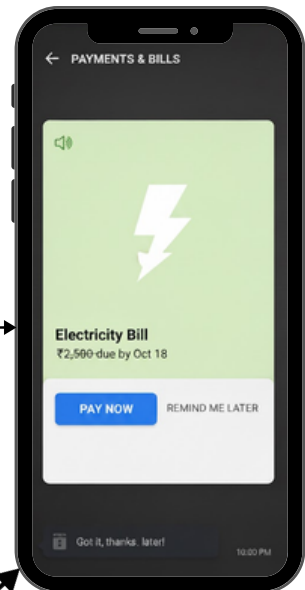 ← PAYMENTS & BILLS
Electricity Bill
₹2,500 due by Oct 18
PAY NOW REMIND ME LATER
Got it, thanks. later!
10:00 PM